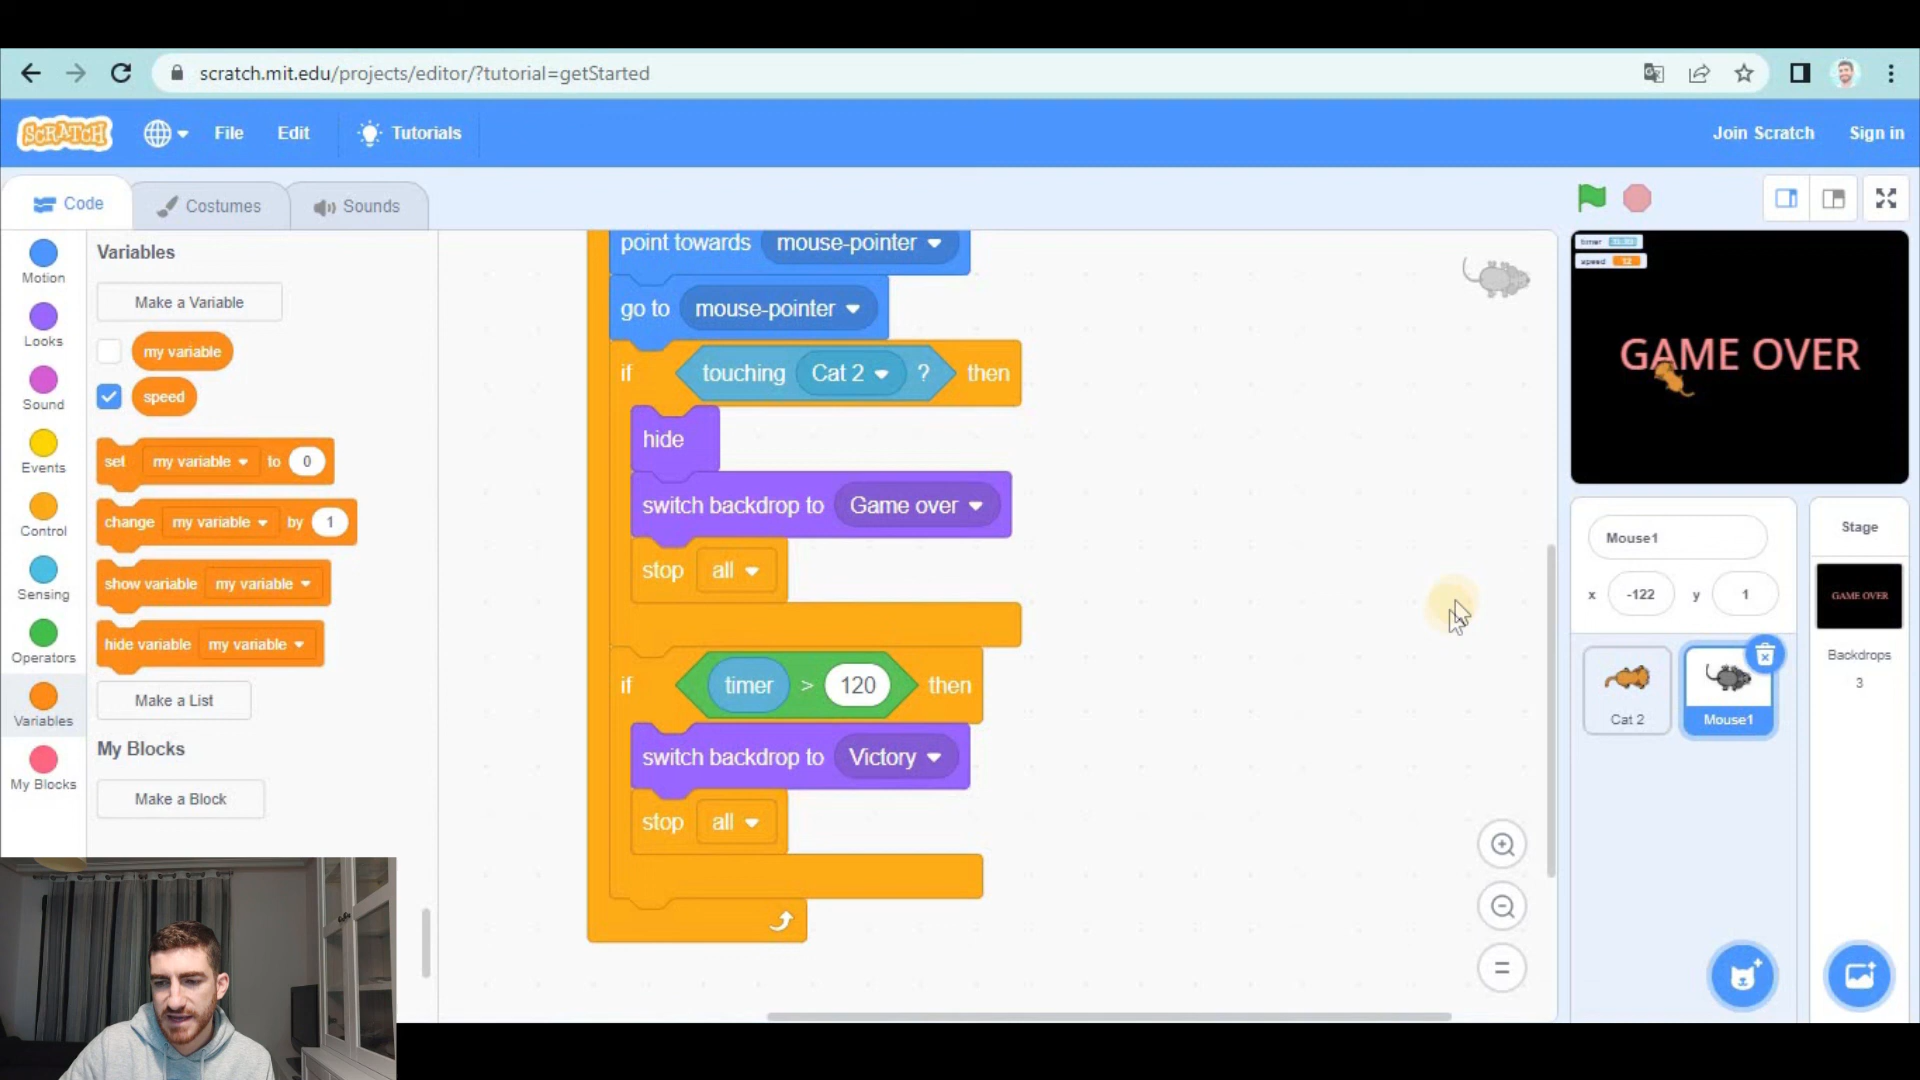 scratch.mit.edu/projects/editor/?tutorial=getStarted
SCRATCH
File
Edit
Tutorials
Join Scratch
Sign in
Code
Costumes
Sounds
Motion
Looks
Sound
Events
Control
Sensing
Operators
Variables
My Blocks
Variables
Make a Variable
my variable
speed
set my variable to 0
change my variable by 1
show variable my variable
hide variable my variable
Make a List
My Blocks
Make a Block
point towards mouse-pointer
go to mouse-pointer
if touching Cat 2 ? then
hide
switch backdrop to Game over
stop all
if timer > 120 then
switch backdrop to Victory
stop all
timer
speed 12
GAME OVER
Mouse1
x -122 y 1
Cat 2
Mouse1
Stage
GAME OVER
Backdrops
3